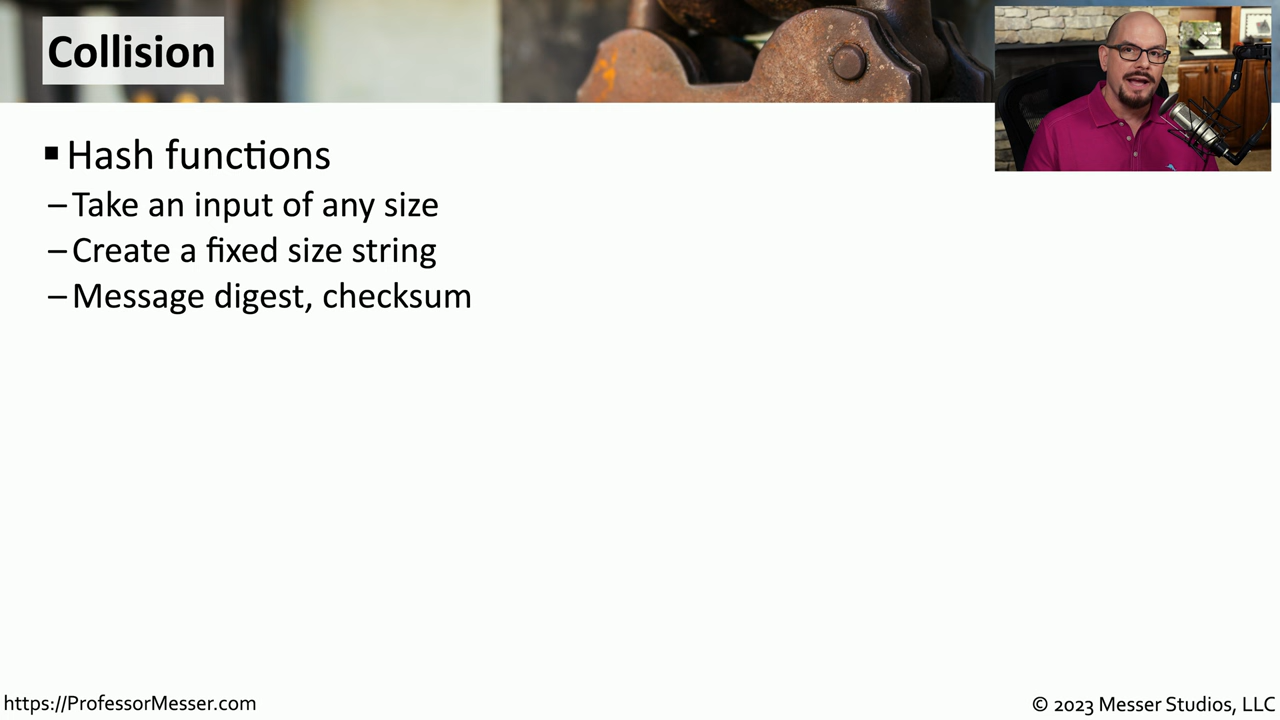 Collision
▪ Hash functions
– Take an input of any size
– Create a fixed size string
– Message digest, checksum
https://ProfessorMesser.com
© 2023 Messer Studios, LLC